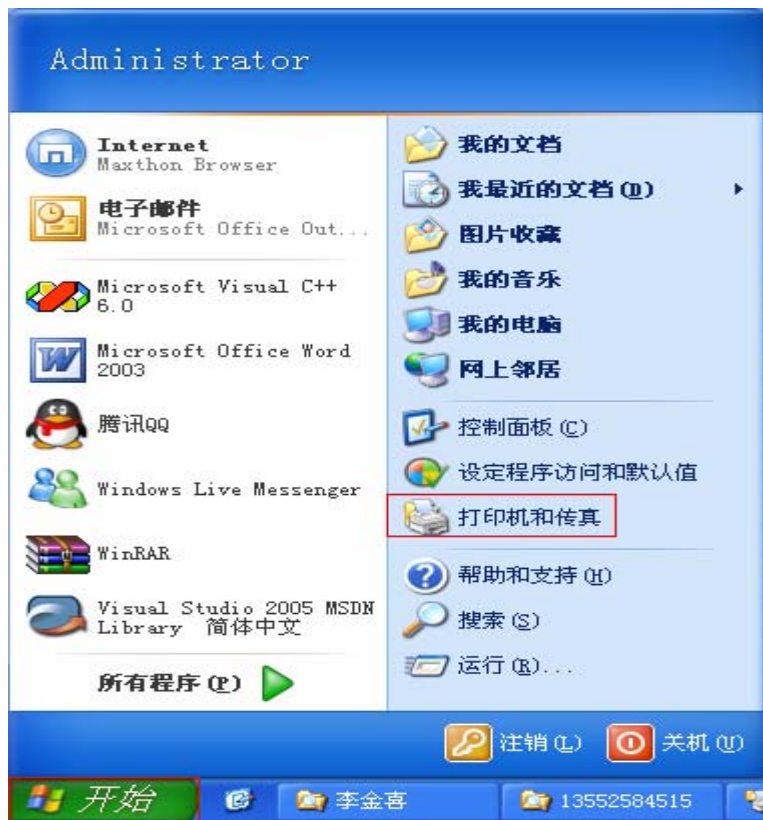 Administrator
Internet
Maxthon Browser
电子邮件
Microsoft Office Out...
Microsoft Visual C++
6.0
Microsoft Office Word
2003
腾讯QQ
Windows Live Messenger
WinRAR
Visual Studio 2005 MSDN
Library 简体中文
所有程序(P)
我的文档
我最近的文档(D)
图片收藏
我的音乐
我的电脑
网上邻居
控制面板(C)
设定程序访问和默认值
打印机和传真
帮助和支持(H)
搜索(S)
运行(R)...
注销(L)
关机(U)
开始
李金喜
13552584515